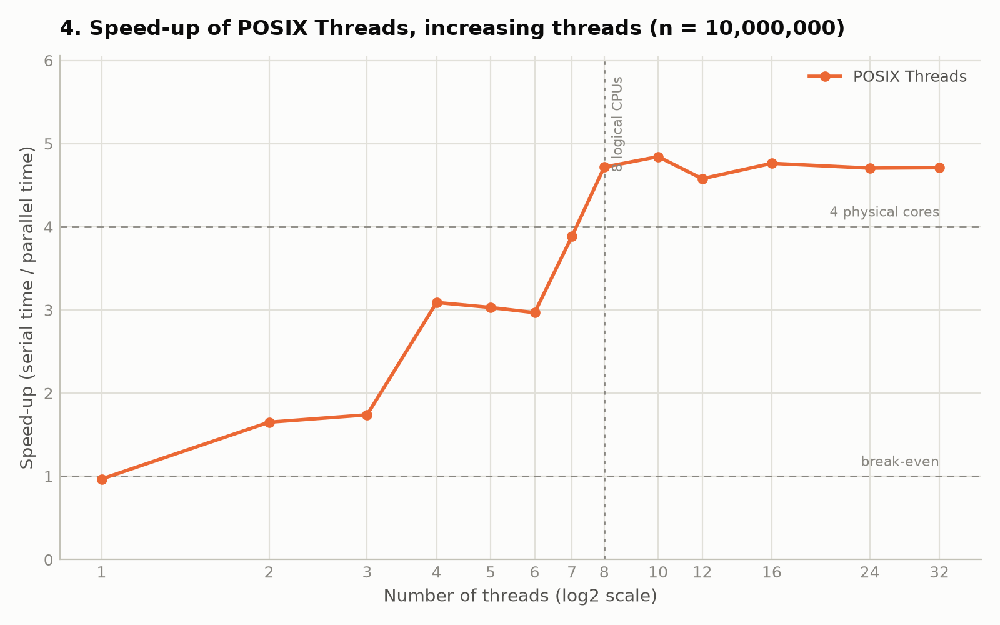 4. Speed-up of POSIX Threads, increasing threads (n = 10,000,000)
Speed-up (serial time / parallel time)
6
5
4
3
2
1
0
POSIX Threads
8 logical CPUs
4 physical cores
break-even
1 2 3 4 5 6 7 8 10 12 16 24 32
Number of threads (log2 scale)